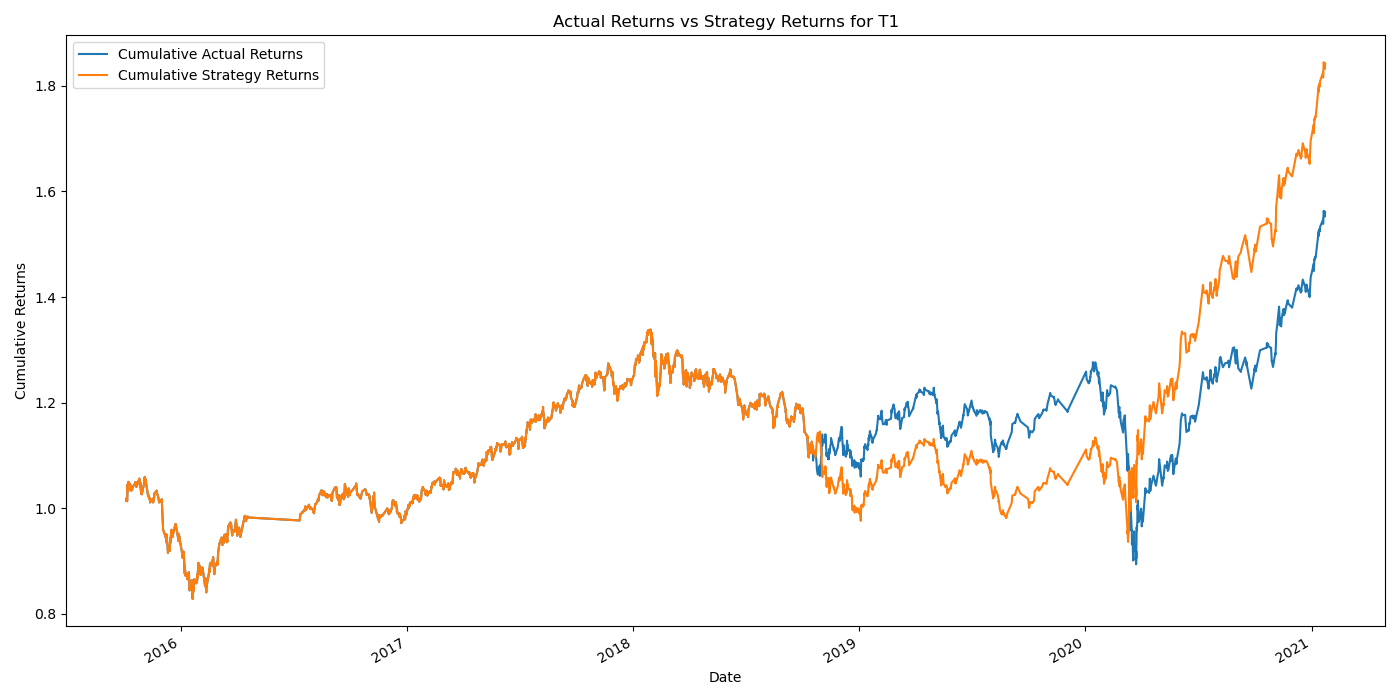 Actual Returns vs Strategy Returns for T1
Cumulative Actual Returns
Cumulative Strategy Returns
Cumulative Returns
1.8
1.6
1.4
1.2
1.0
0.8
2016
2017
2018
2019
2020
2021
Date